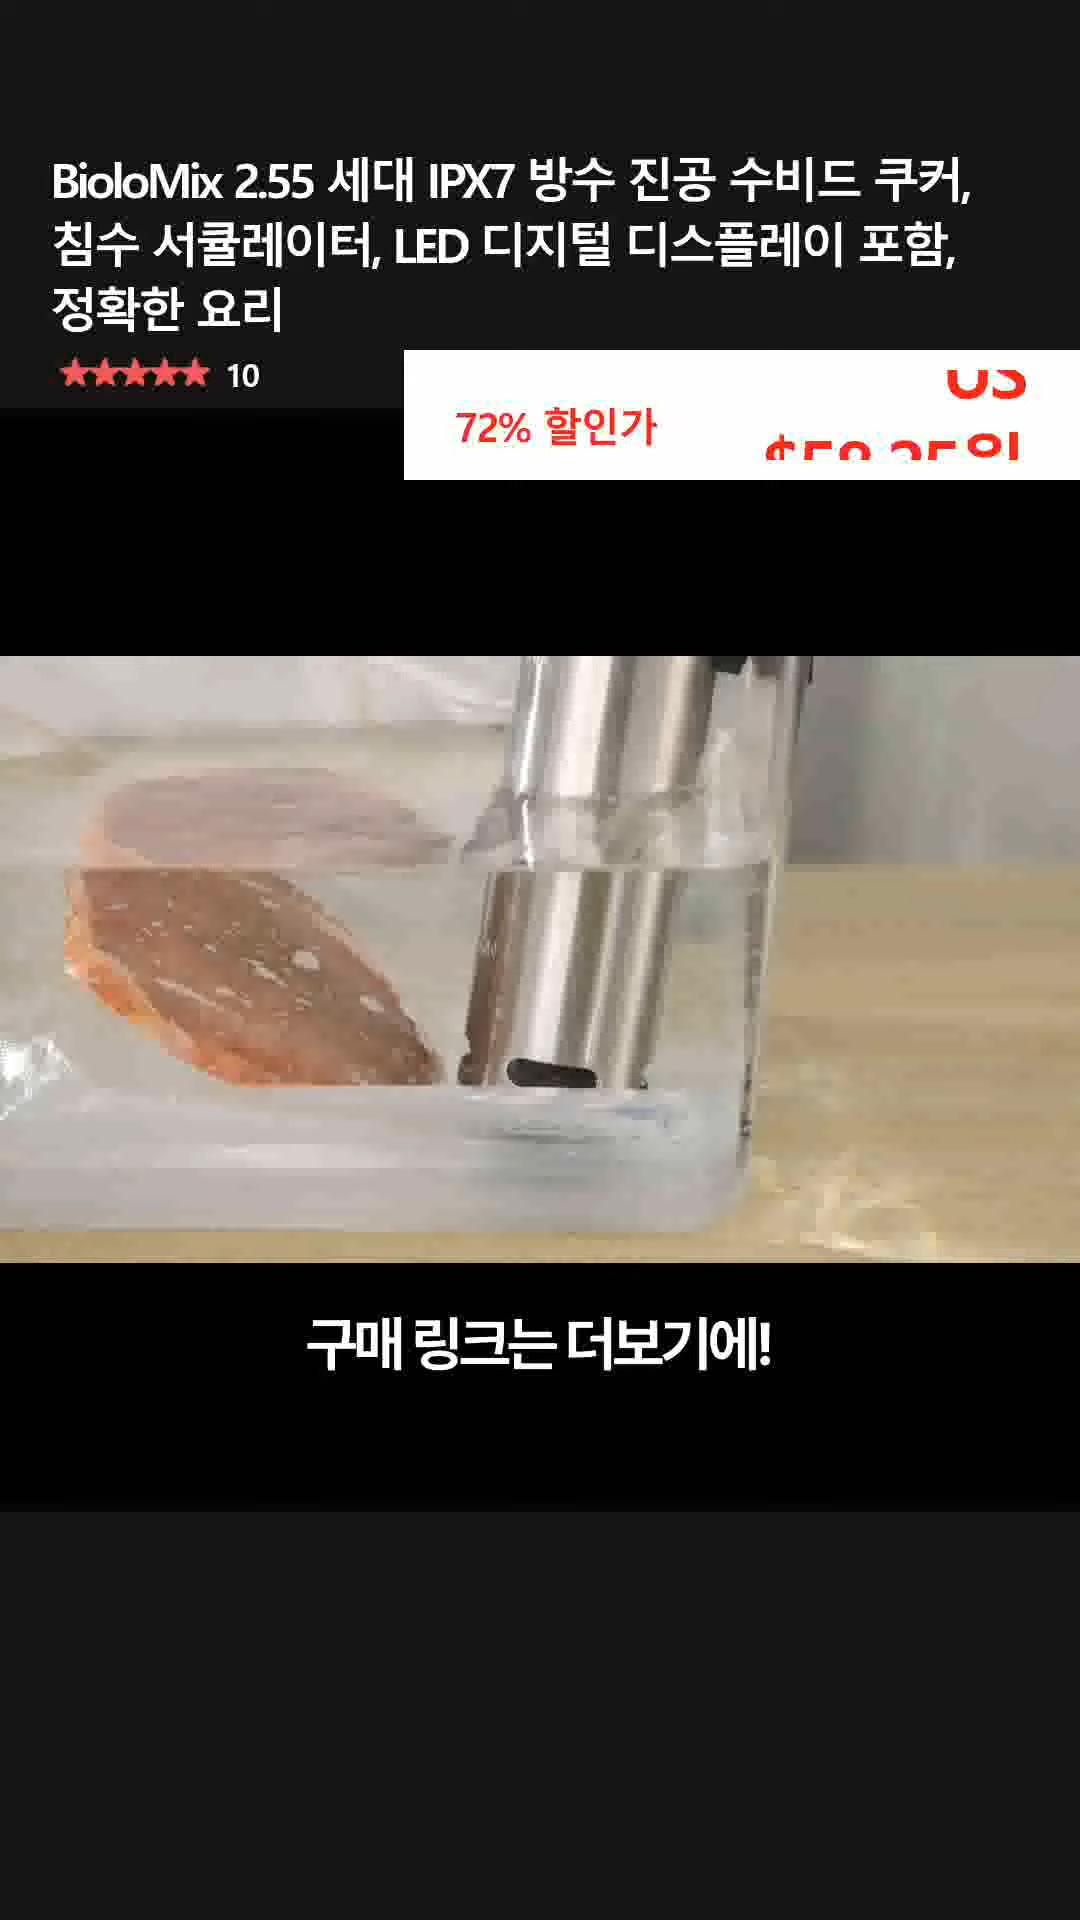 BioloMix 2.55 세대 IPX7 방수 진공 수비드 쿠커,
침수 서큘레이터, LED 디지털 디스플레이 포함,
정확한 요리
10
72% 할인가
구매 링크는 더보기에!